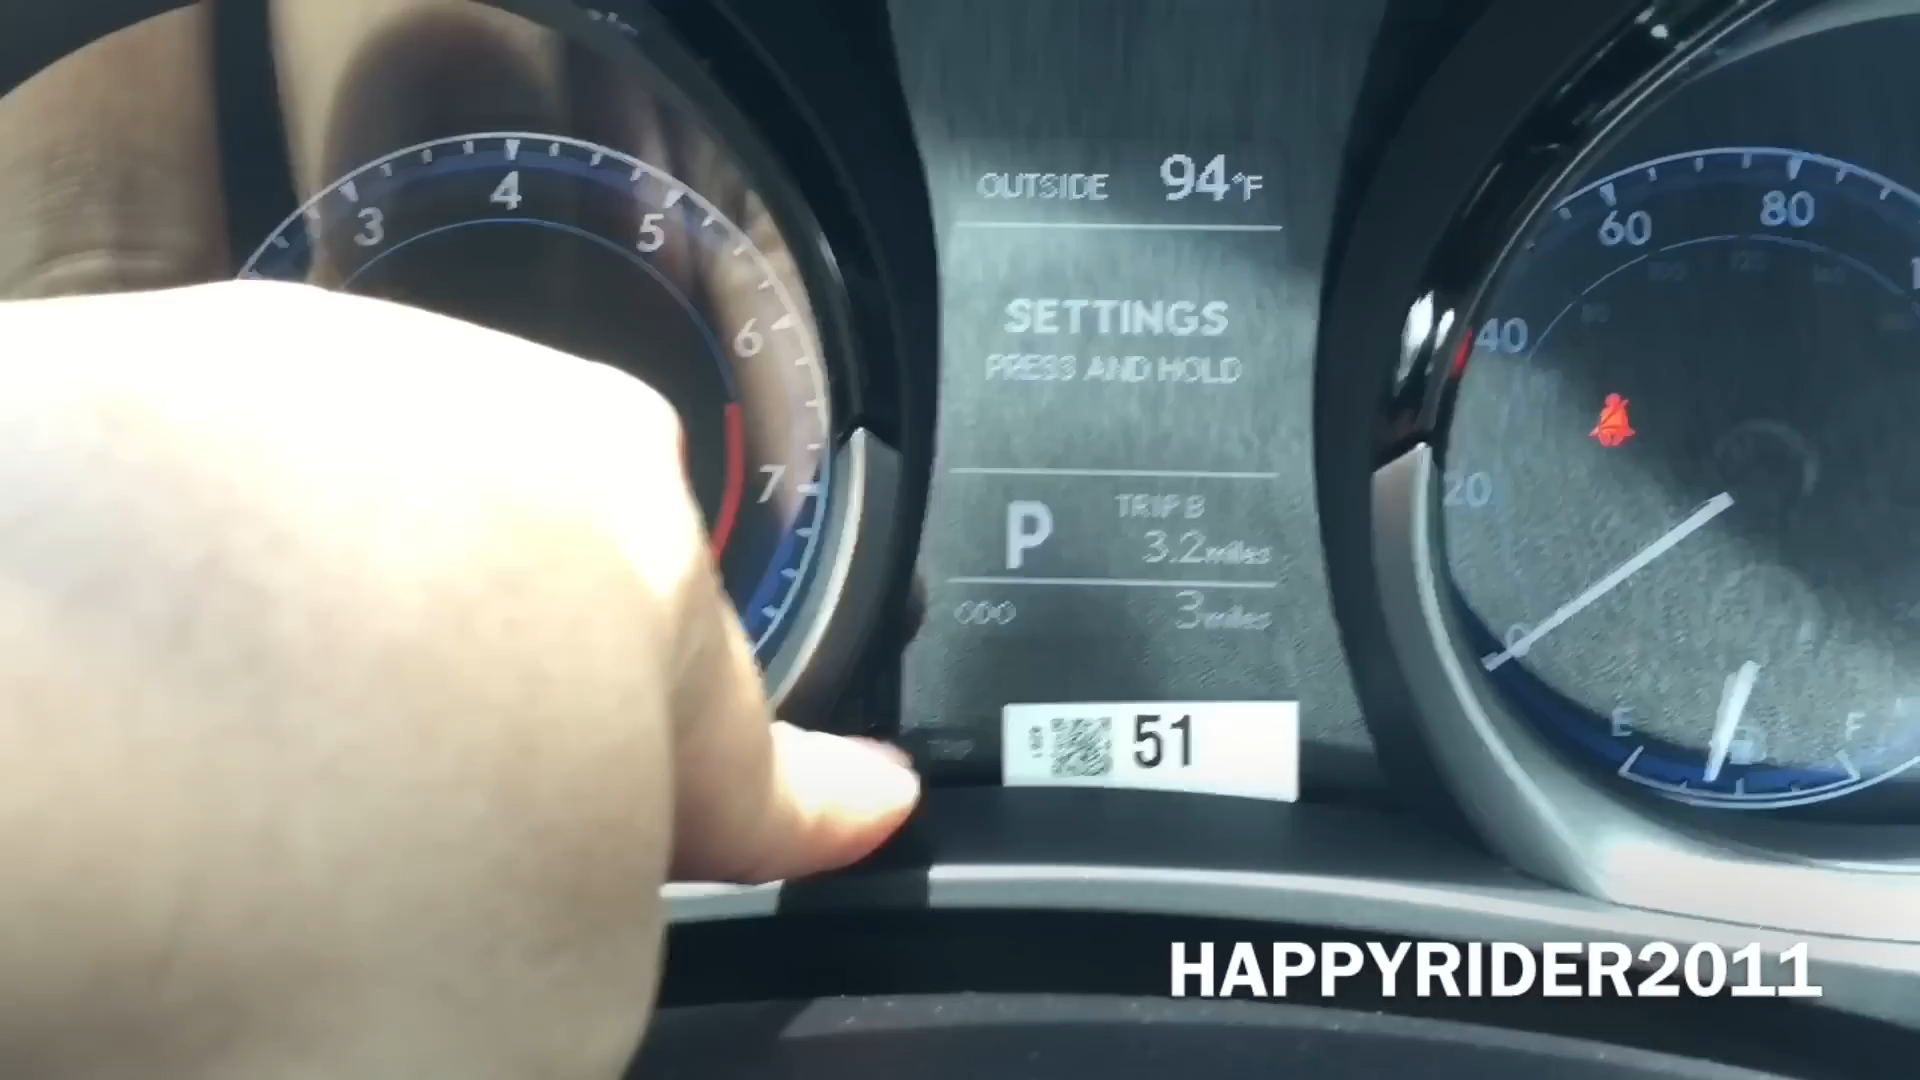 3 4 5 6 7
OUTSIDE 94°F
SETTINGS
PRESS AND HOLD
P TRIP B
3.2miles
ODO 3miles
TRIP
51
0 20 40 60 80
E F
HAPPYRIDER2011